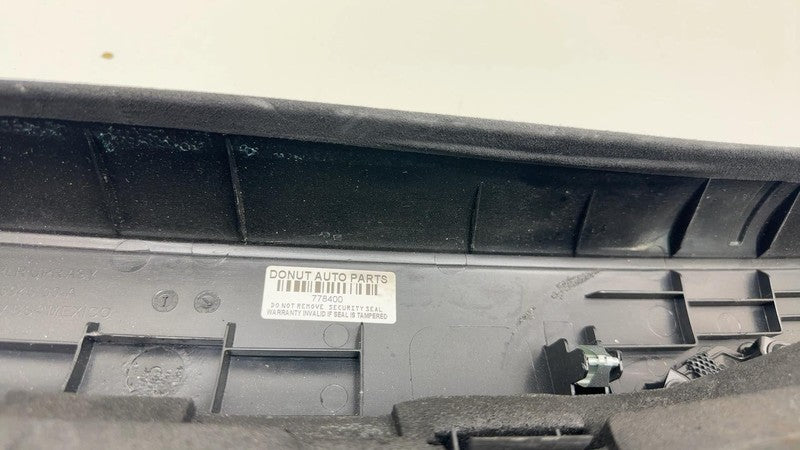 DONUT AUTO PARTS
778400
DO NOT REMOVE SECURITY SEAL
WARRANTY INVALID IF SEAL IS TAMPERED